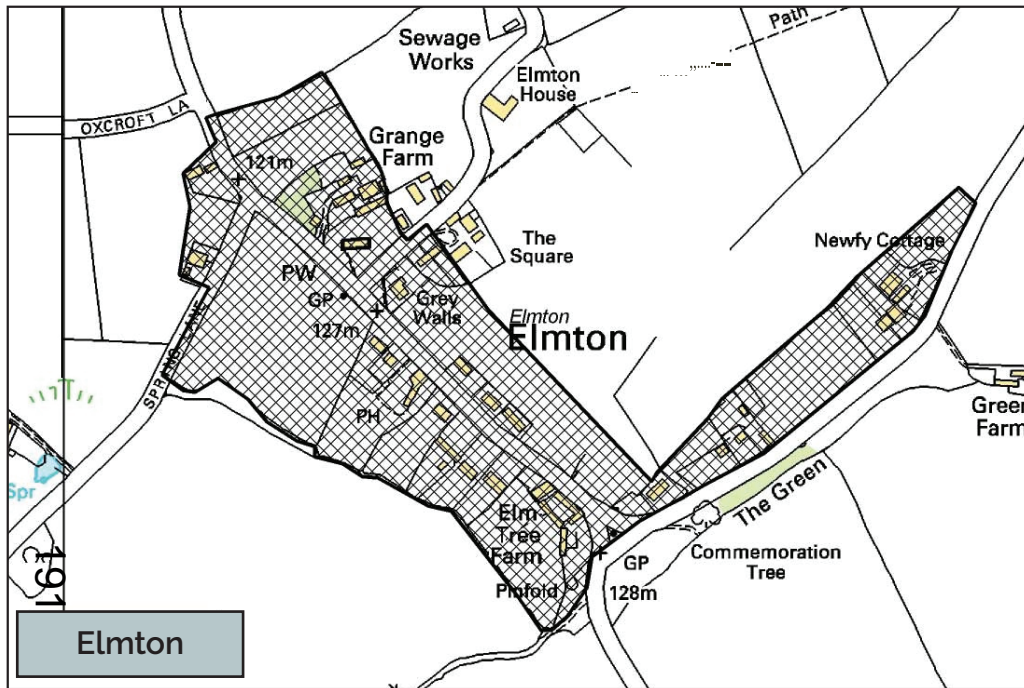 Path
Sewage
Works
Elmton
House
OXCROFT LA
Grange
Farm
121m
The
Square
Newfy Cottage
PW
GP
Grey
Walls
127m
Elmton
Elmton
SPRING LANE
PH
Green
Farm
Spr
The Green
Elm
Tree
Farm
Commemoration
Tree
GP
128m
Pinfold
191
Elmton